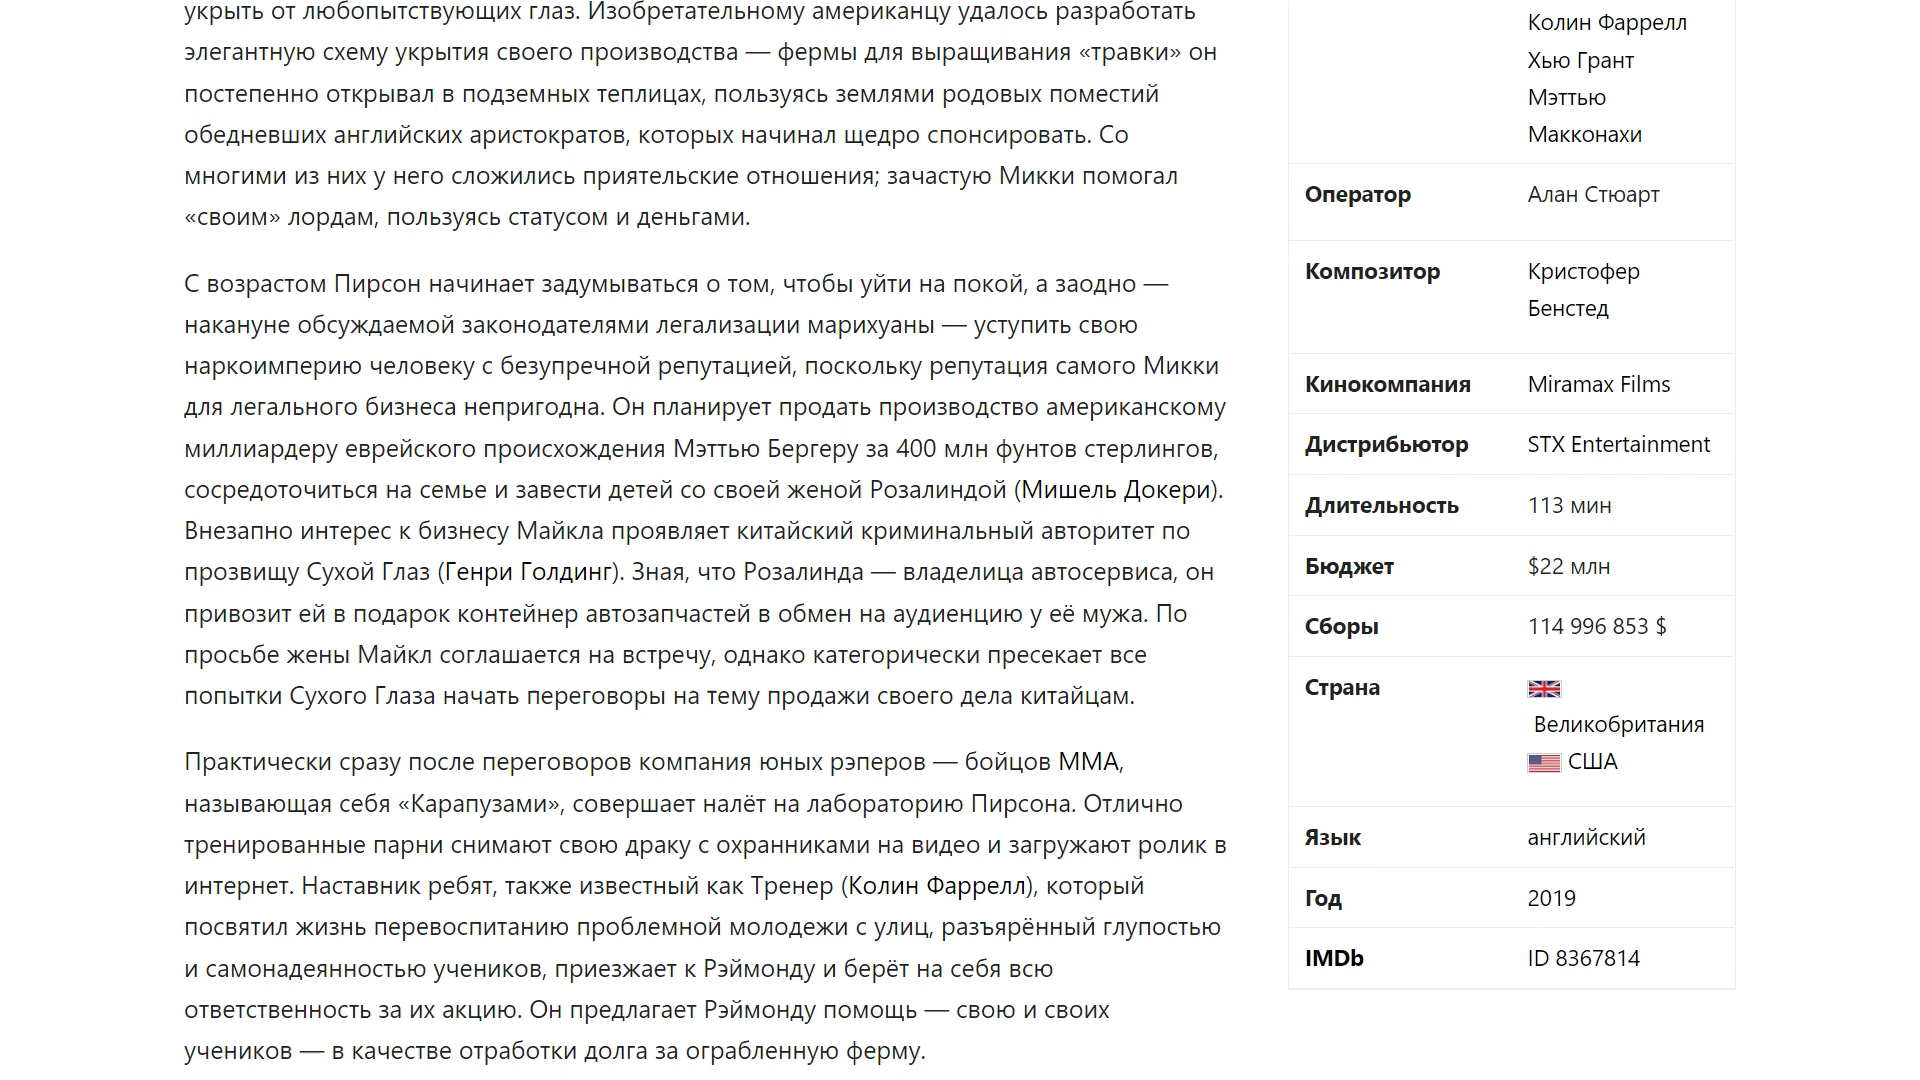 укрыть от любопытствующих глаз. Изобретательному американцу удалось разработать
элегантную схему укрытия своего производства — фермы для выращивания «травки» он
постепенно открывал в подземных теплицах, пользуясь землями родовых поместий
обедневших английских аристократов, которых начинал щедро спонсировать. Со
многими из них у него сложились приятельские отношения; зачастую Микки помогал
«своим» лордам, пользуясь статусом и деньгами.
С возрастом Пирсон начинает задумываться о том, чтобы уйти на покой, а заодно —
накануне обсуждаемой законодателями легализации марихуаны — уступить свою
наркоимперию человеку с безупречной репутацией, поскольку репутация самого Микки
для легального бизнеса непригодна. Он планирует продать производство американскому
миллиардеру еврейского происхождения Мэттью Бергеру за 400 млн фунтов стерлингов,
сосредоточиться на семье и завести детей со своей женой Розалиндой (Мишель Докери).
Внезапно интерес к бизнесу Майкла проявляет китайский криминальный авторитет по
прозвищу Сухой Глаз (Генри Голдинг). Зная, что Розалинда — владелица автосервиса, он
привозит ей в подарок контейнер автозапчастей в обмен на аудиенцию у её мужа. По
просьбе жены Майкл соглашается на встречу, однако категорически пресекает все
попытки Сухого Глаза начать переговоры на тему продажи своего дела китайцам.
Практически сразу после переговоров компания юных рэперов — бойцов ММА,
называющая себя «Карапузами», совершает налёт на лабораторию Пирсона. Отлично
тренированные парни снимают свою драку с охранниками на видео и загружают ролик в
интернет. Наставник ребят, также известный как Тренер (Колин Фаррелл), который
посвятил жизнь перевоспитанию проблемной молодежи с улиц, разъярённый глупостью
и самонадеянностью учеников, приезжает к Рэймонду и берёт на себя всю
ответственность за их акцию. Он предлагает Рэймонду помощь — свою и своих
учеников — в качестве отработки долга за ограбленную ферму.
Колин Фаррелл
Хью Грант
Мэттью
Макконахи
Оператор Алан Стюарт
Композитор Кристофер
Бенстед
Кинокомпания Miramax Films
Дистрибьютор STX Entertainment
Длительность 113 мин
Бюджет $22 млн
Сборы 114 996 853 $
Страна
Великобритания
США
Язык английский
Год 2019
IMDb ID 8367814